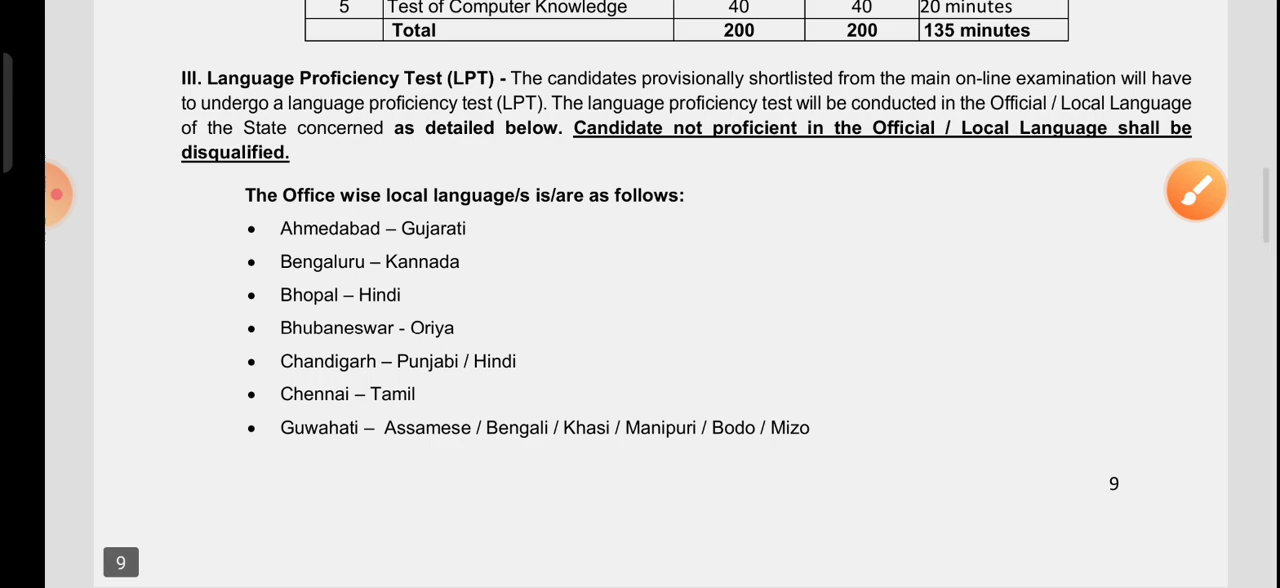 5 Test of Computer Knowledge 40 40 20 minutes
Total 200 200 135 minutes
III. Language Proficiency Test (LPT) - The candidates provisionally shortlisted from the main on-line examination will have
to undergo a language proficiency test (LPT). The language proficiency test will be conducted in the Official / Local Language
of the State concerned as detailed below. Candidate not proficient in the Official / Local Language shall be
disqualified.
The Office wise local language/s is/are as follows:
• Ahmedabad – Gujarati
• Bengaluru – Kannada
• Bhopal – Hindi
• Bhubaneswar - Oriya
• Chandigarh – Punjabi / Hindi
• Chennai – Tamil
• Guwahati – Assamese / Bengali / Khasi / Manipuri / Bodo / Mizo
9
9